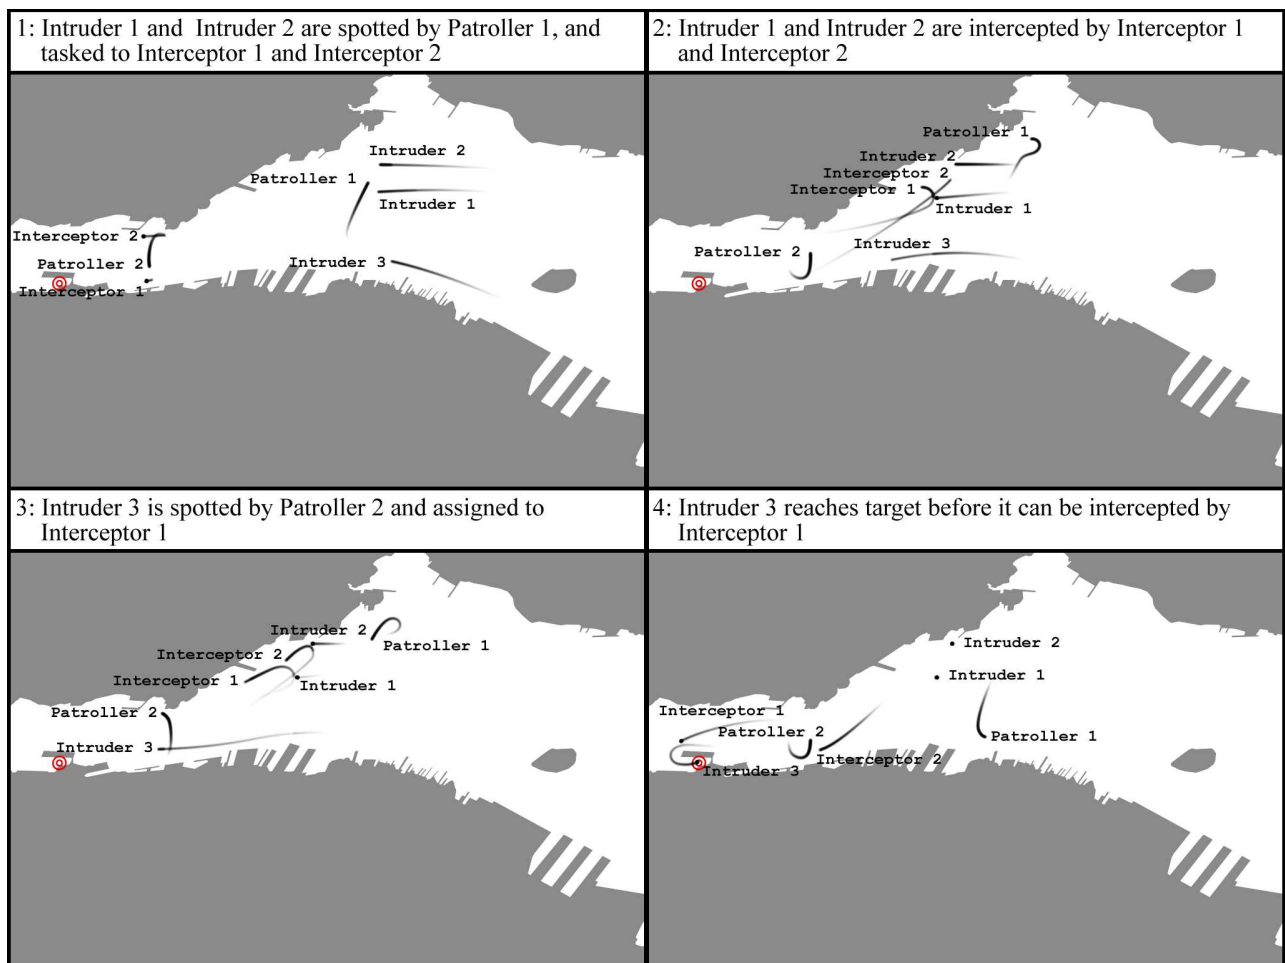 1: Intruder 1 and Intruder 2 are spotted by Patroller 1, and
tasked to Interceptor 1 and Interceptor 2
Intruder 2
Patroller 1
Intruder 1
Interceptor 2
Patroller 2
Intruder 3
Interceptor 1
2: Intruder 1 and Intruder 2 are intercepted by Interceptor 1
and Interceptor 2
Patroller 1
Intruder 2
Interceptor 2
Interceptor 1
Intruder 1
Intruder 3
Patroller 2
3: Intruder 3 is spotted by Patroller 2 and assigned to
Interceptor 1
Intruder 2
Patroller 1
Interceptor 2
Interceptor 1
Intruder 1
Patroller 2
Intruder 3
4: Intruder 3 reaches target before it can be intercepted by
Interceptor 1
Intruder 2
Intruder 1
Interceptor 1
Patroller 2
Patroller 1
Interceptor 2
Intruder 3